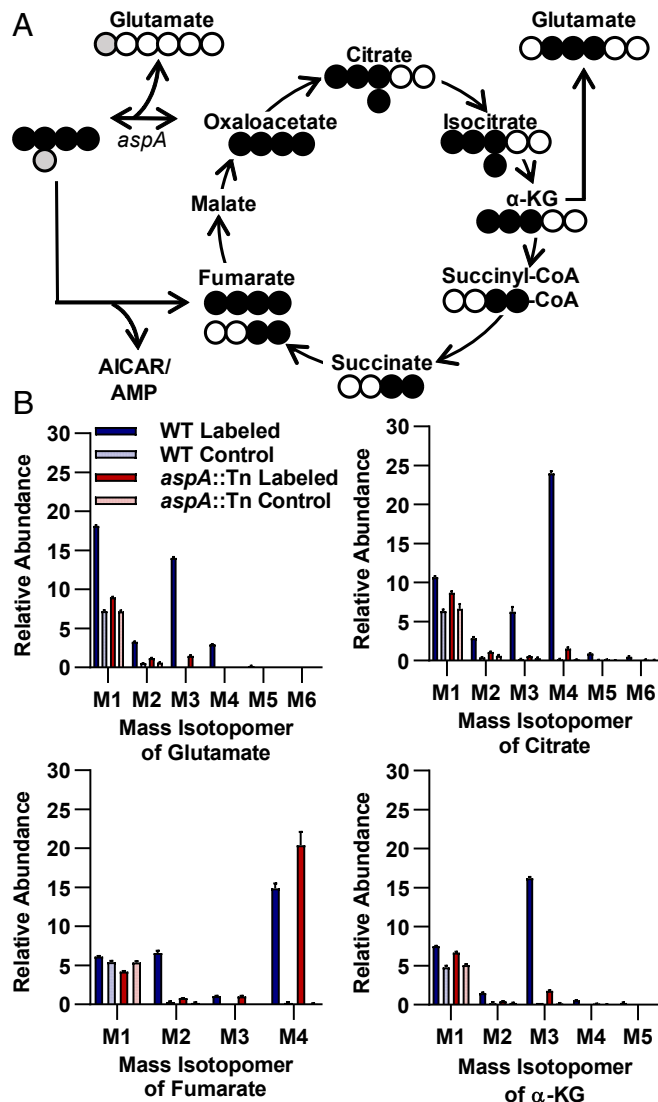 A
Glutamate
Glutamate
Citrate
aspA
Oxaloacetate
Isocitrate
Malate
α-KG
Fumarate
Succinyl-CoA
-CoA
AICAR/
AMP
Succinate
B
WT Labeled
WT Control
aspA::Tn Labeled
aspA::Tn Control
Relative Abundance
30
25
20
15
10
5
0
M1 M2 M3 M4 M5 M6
Mass Isotopomer
of Glutamate
Relative Abundance
30
25
20
15
10
5
0
M1 M2 M3 M4 M5 M6
Mass Isotopomer
of Citrate
Relative Abundance
30
25
20
15
10
5
0
M1 M2 M3 M4
Mass Isotopomer
of Fumarate
Relative Abundance
30
25
20
15
10
5
0
M1 M2 M3 M4 M5
Mass Isotopomer
of α-KG